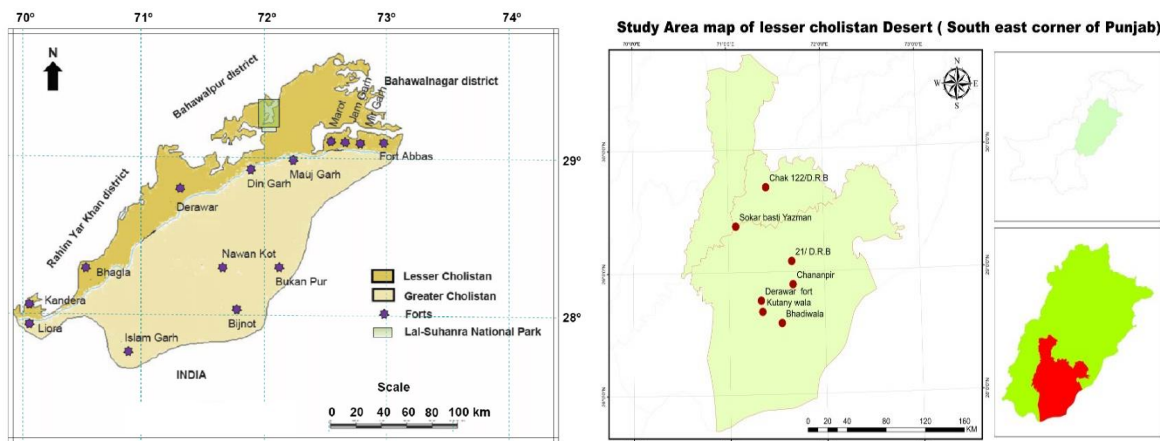 70° 71° 72° 73° 74°
N
Bahawalpur district
Bahawalnagar district
Marot
Jam Garh
Mir Garh
Fort Abbas
29°
Mauj Garh
Din Garh
Derawar
Rahim Yar Khan district
Nawan Kot
Bhagla
Bukan Pur
Kandera
Liora
Bijnot
28°
Islam Garh
INDIA
Lesser Cholistan
Greater Cholistan
Forts
Lal-Suhanra National Park
Scale
0 20 40 60 80 100 km
Study Area map of lesser cholistan Desert ( South east corner of Punjab)
N
W E
S
Chak 122/D.R.B
Sokar basti Yazman
21/ D.R.B
Chananpir
Derawar fort
Kutany wala
Bhadiwala
0 20 40 80 120 160
KM